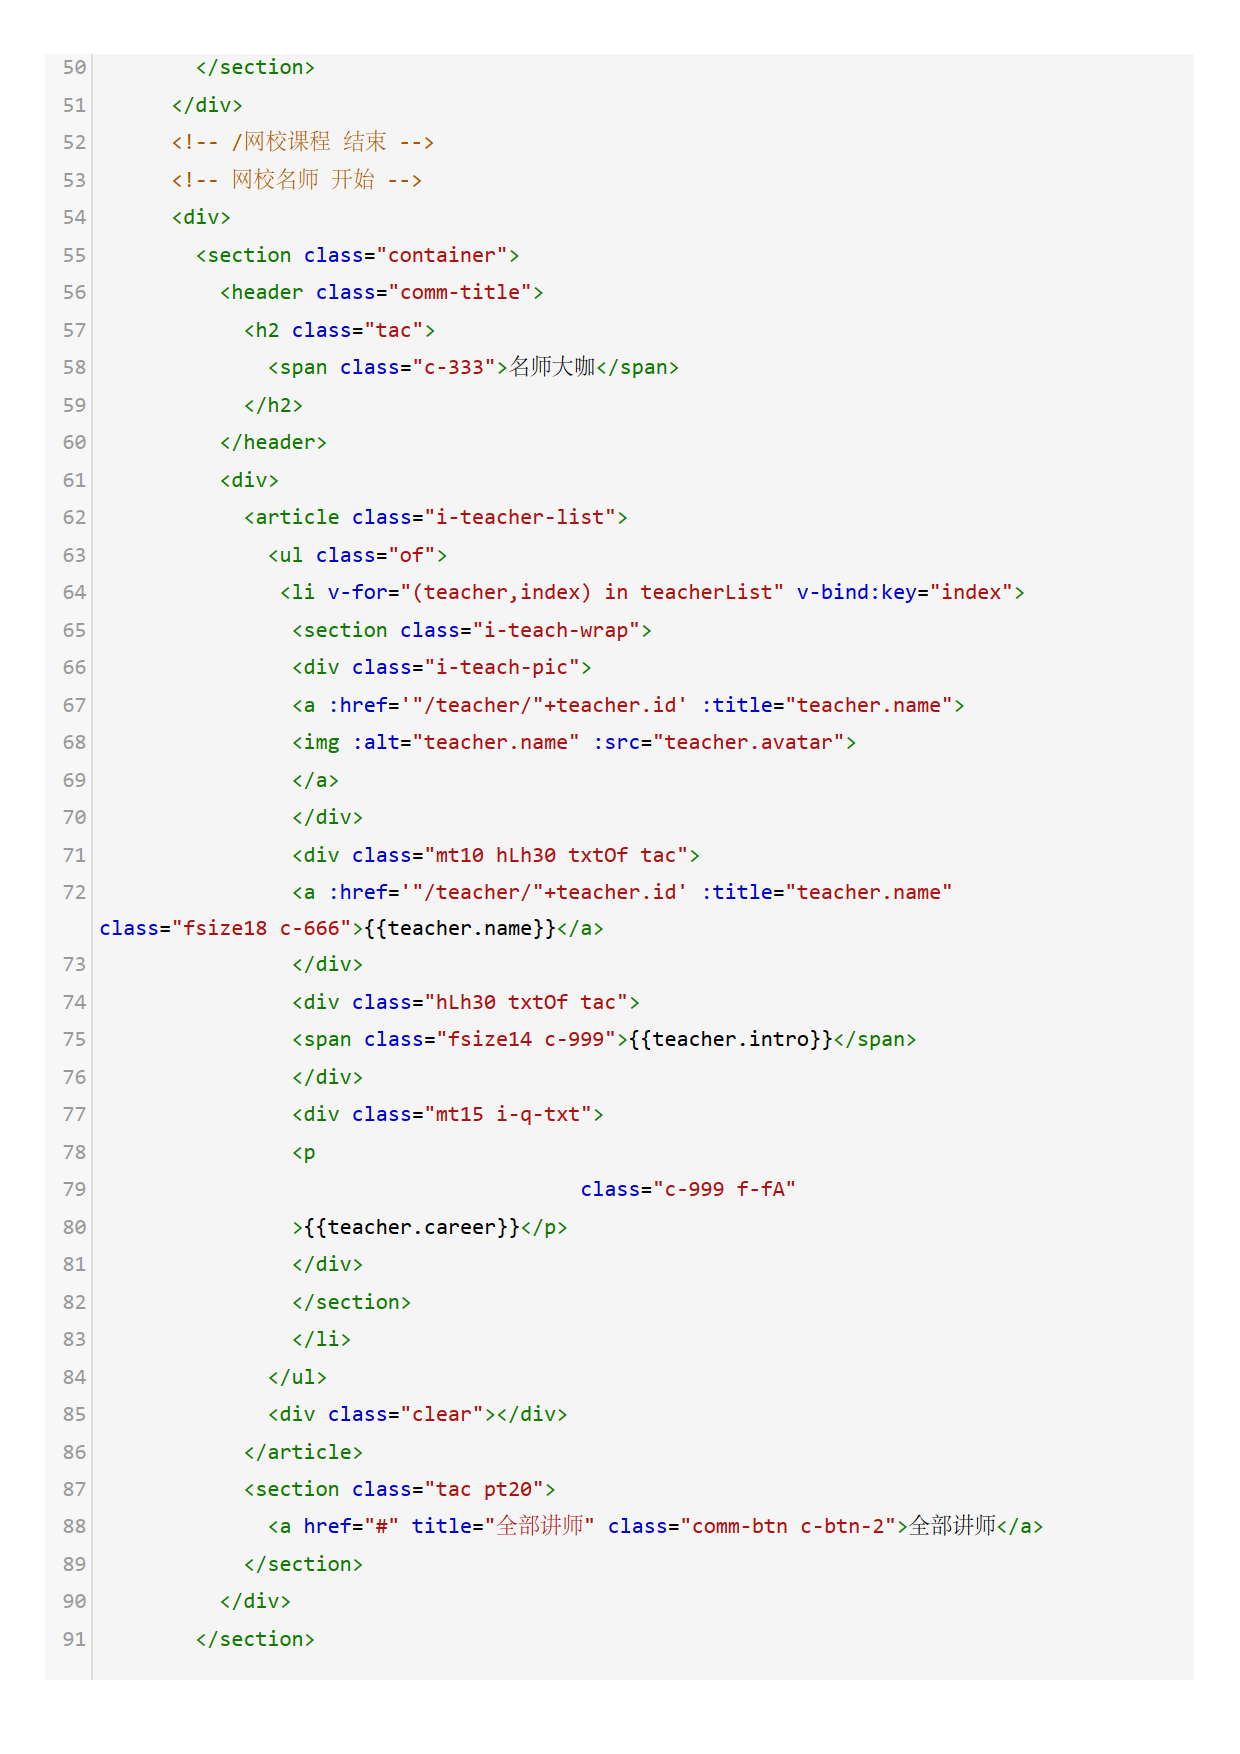 50         </section>
51       </div>
52       <!-- /网校课程 结束 -->
53       <!-- 网校名师 开始 -->
54       <div>
55         <section class="container">
56           <header class="comm-title">
57             <h2 class="tac">
58               <span class="c-333">名师大咖</span>
59             </h2>
60           </header>
61           <div>
62             <article class="i-teacher-list">
63               <ul class="of">
64                <li v-for="(teacher,index) in teacherList" v-bind:key="index">
65                 <section class="i-teach-wrap">
66                 <div class="i-teach-pic">
67                 <a :href='"/teacher/"+teacher.id' :title="teacher.name">
68                 <img :alt="teacher.name" :src="teacher.avatar">
69                 </a>
70                 </div>
71                 <div class="mt10 hLh30 txtOf tac">
72                 <a :href='"/teacher/"+teacher.id' :title="teacher.name"
class="fsize18 c-666">{{teacher.name}}</a>
73                 </div>
74                 <div class="hLh30 txtOf tac">
75                 <span class="fsize14 c-999">{{teacher.intro}}</span>
76                 </div>
77                 <div class="mt15 i-q-txt">
78                 <p
79                                         class="c-999 f-fA"
80                 >{{teacher.career}}</p>
81                 </div>
82                 </section>
83                 </li>
84               </ul>
85               <div class="clear"></div>
86             </article>
87             <section class="tac pt20">
88               <a href="#" title="全部讲师" class="comm-btn c-btn-2">全部讲师</a>
89             </section>
90           </div>
91         </section>